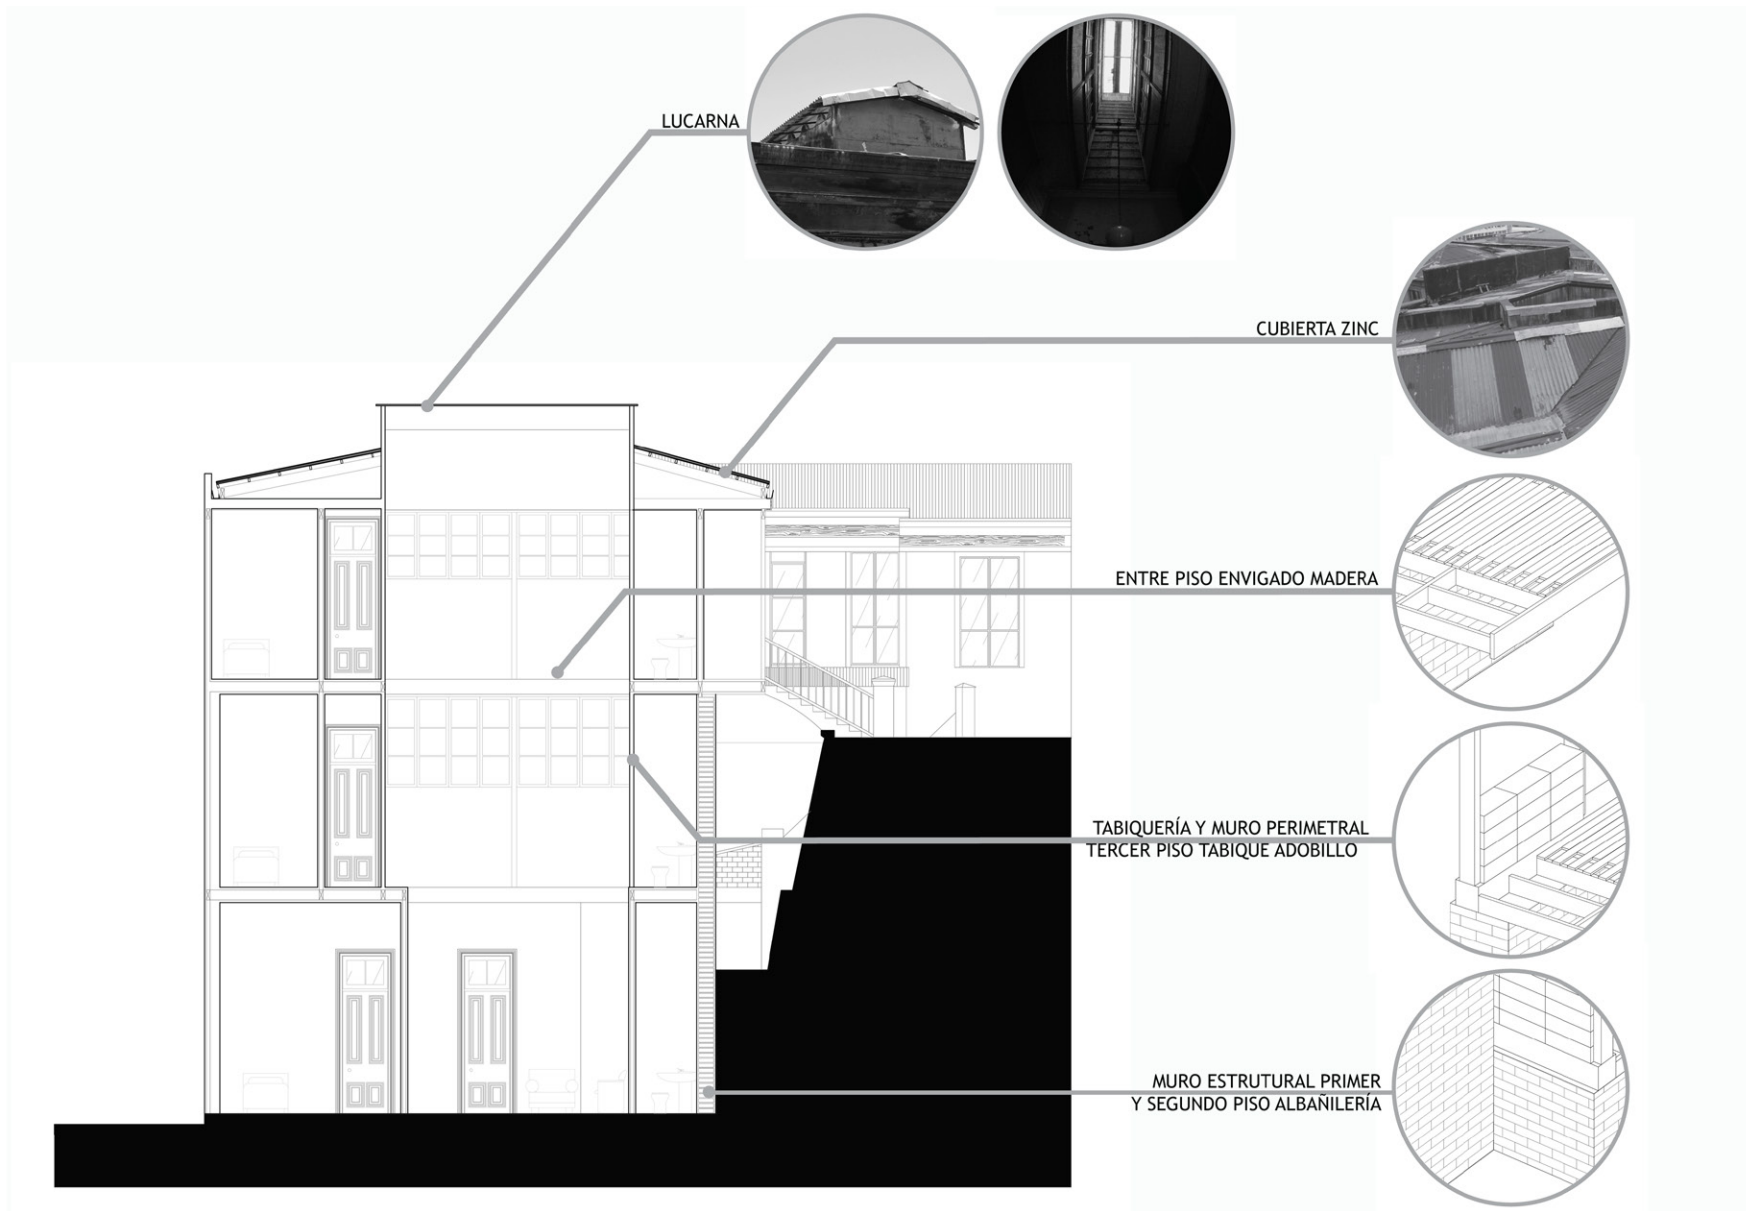 LUCARNA
CUBIERTA ZINC
ENTRE PISO ENVIGADO MADERA
TABIQUERÍA Y MURO PERIMETRAL
TERCER PISO TABIQUE ADOBILLO
MURO ESTRUTURAL PRIMER
Y SEGUNDO PISO ALBAÑILERÍA